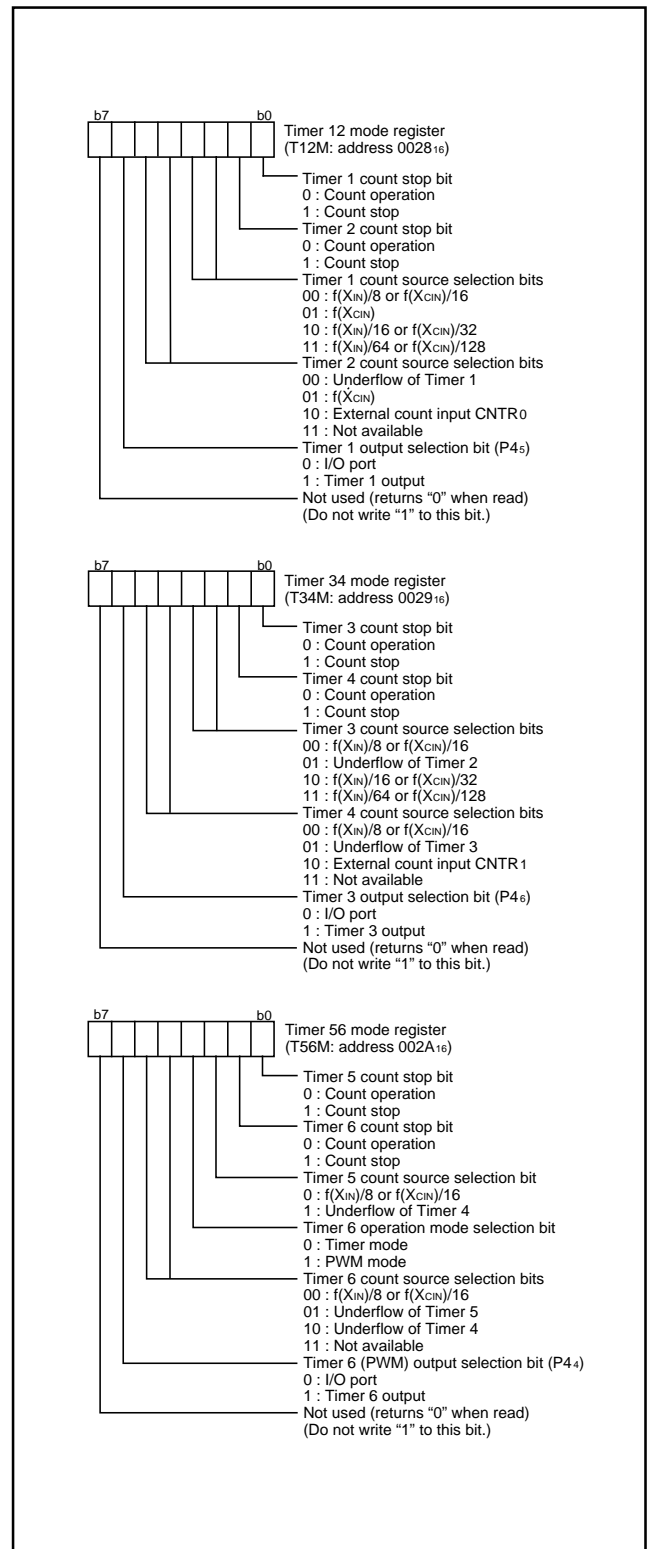 b7 b0
Timer 12 mode register
(T12M: address 0028₁₆)
Timer 1 count stop bit
0 : Count operation
1 : Count stop
Timer 2 count stop bit
0 : Count operation
1 : Count stop
Timer 1 count source selection bits
00 : f(XIN)/8 or f(XCIN)/16
01 : f(XCIN)
10 : f(XIN)/16 or f(XCIN)/32
11 : f(XIN)/64 or f(XCIN)/128
Timer 2 count source selection bits
00 : Underflow of Timer 1
01 : f(XCIN)
10 : External count input CNTR0
11 : Not available
Timer 1 output selection bit (P4₅)
0 : I/O port
1 : Timer 1 output
Not used (returns “0” when read)
(Do not write “1” to this bit.)
b7 b0
Timer 34 mode register
(T34M: address 0029₁₆)
Timer 3 count stop bit
0 : Count operation
1 : Count stop
Timer 4 count stop bit
0 : Count operation
1 : Count stop
Timer 3 count source selection bits
00 : f(XIN)/8 or f(XCIN)/16
01 : Underflow of Timer 2
10 : f(XIN)/16 or f(XCIN)/32
11 : f(XIN)/64 or f(XCIN)/128
Timer 4 count source selection bits
00 : f(XIN)/8 or f(XCIN)/16
01 : Underflow of Timer 3
10 : External count input CNTR1
11 : Not available
Timer 3 output selection bit (P4₆)
0 : I/O port
1 : Timer 3 output
Not used (returns “0” when read)
(Do not write “1” to this bit.)
b7 b0
Timer 56 mode register
(T56M: address 002A₁₆)
Timer 5 count stop bit
0 : Count operation
1 : Count stop
Timer 6 count stop bit
0 : Count operation
1 : Count stop
Timer 5 count source selection bit
0 : f(XIN)/8 or f(XCIN)/16
1 : Underflow of Timer 4
Timer 6 operation mode selection bit
0 : Timer mode
1 : PWM mode
Timer 6 count source selection bits
00 : f(XIN)/8 or f(XCIN)/16
01 : Underflow of Timer 5
10 : Underflow of Timer 4
11 : Not available
Timer 6 (PWM) output selection bit (P4₄)
0 : I/O port
1 : Timer 6 output
Not used (returns “0” when read)
(Do not write “1” to this bit.)